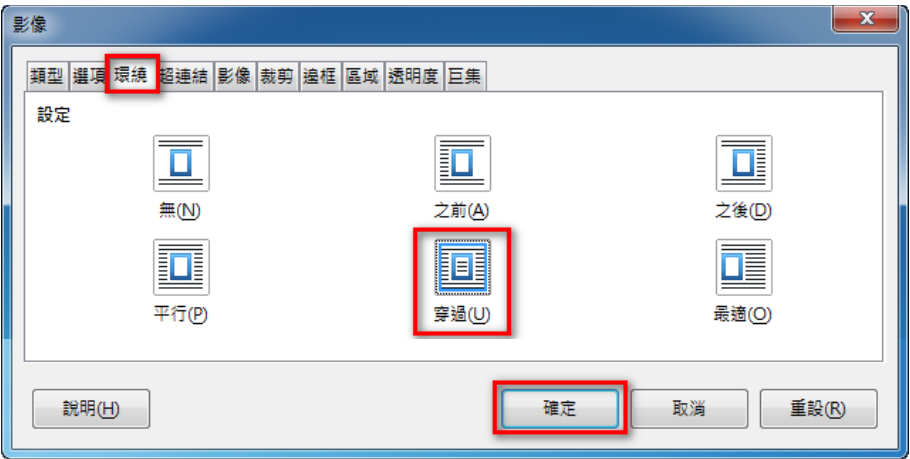 影像
類型 選項 環繞 超連結 影像 裁剪 邊框 區域 透明度 巨集
設定
無(N) 之前(A) 之後(D)
平行(P) 穿過(U) 最適(O)
說明(H) 確定 取消 重設(R)